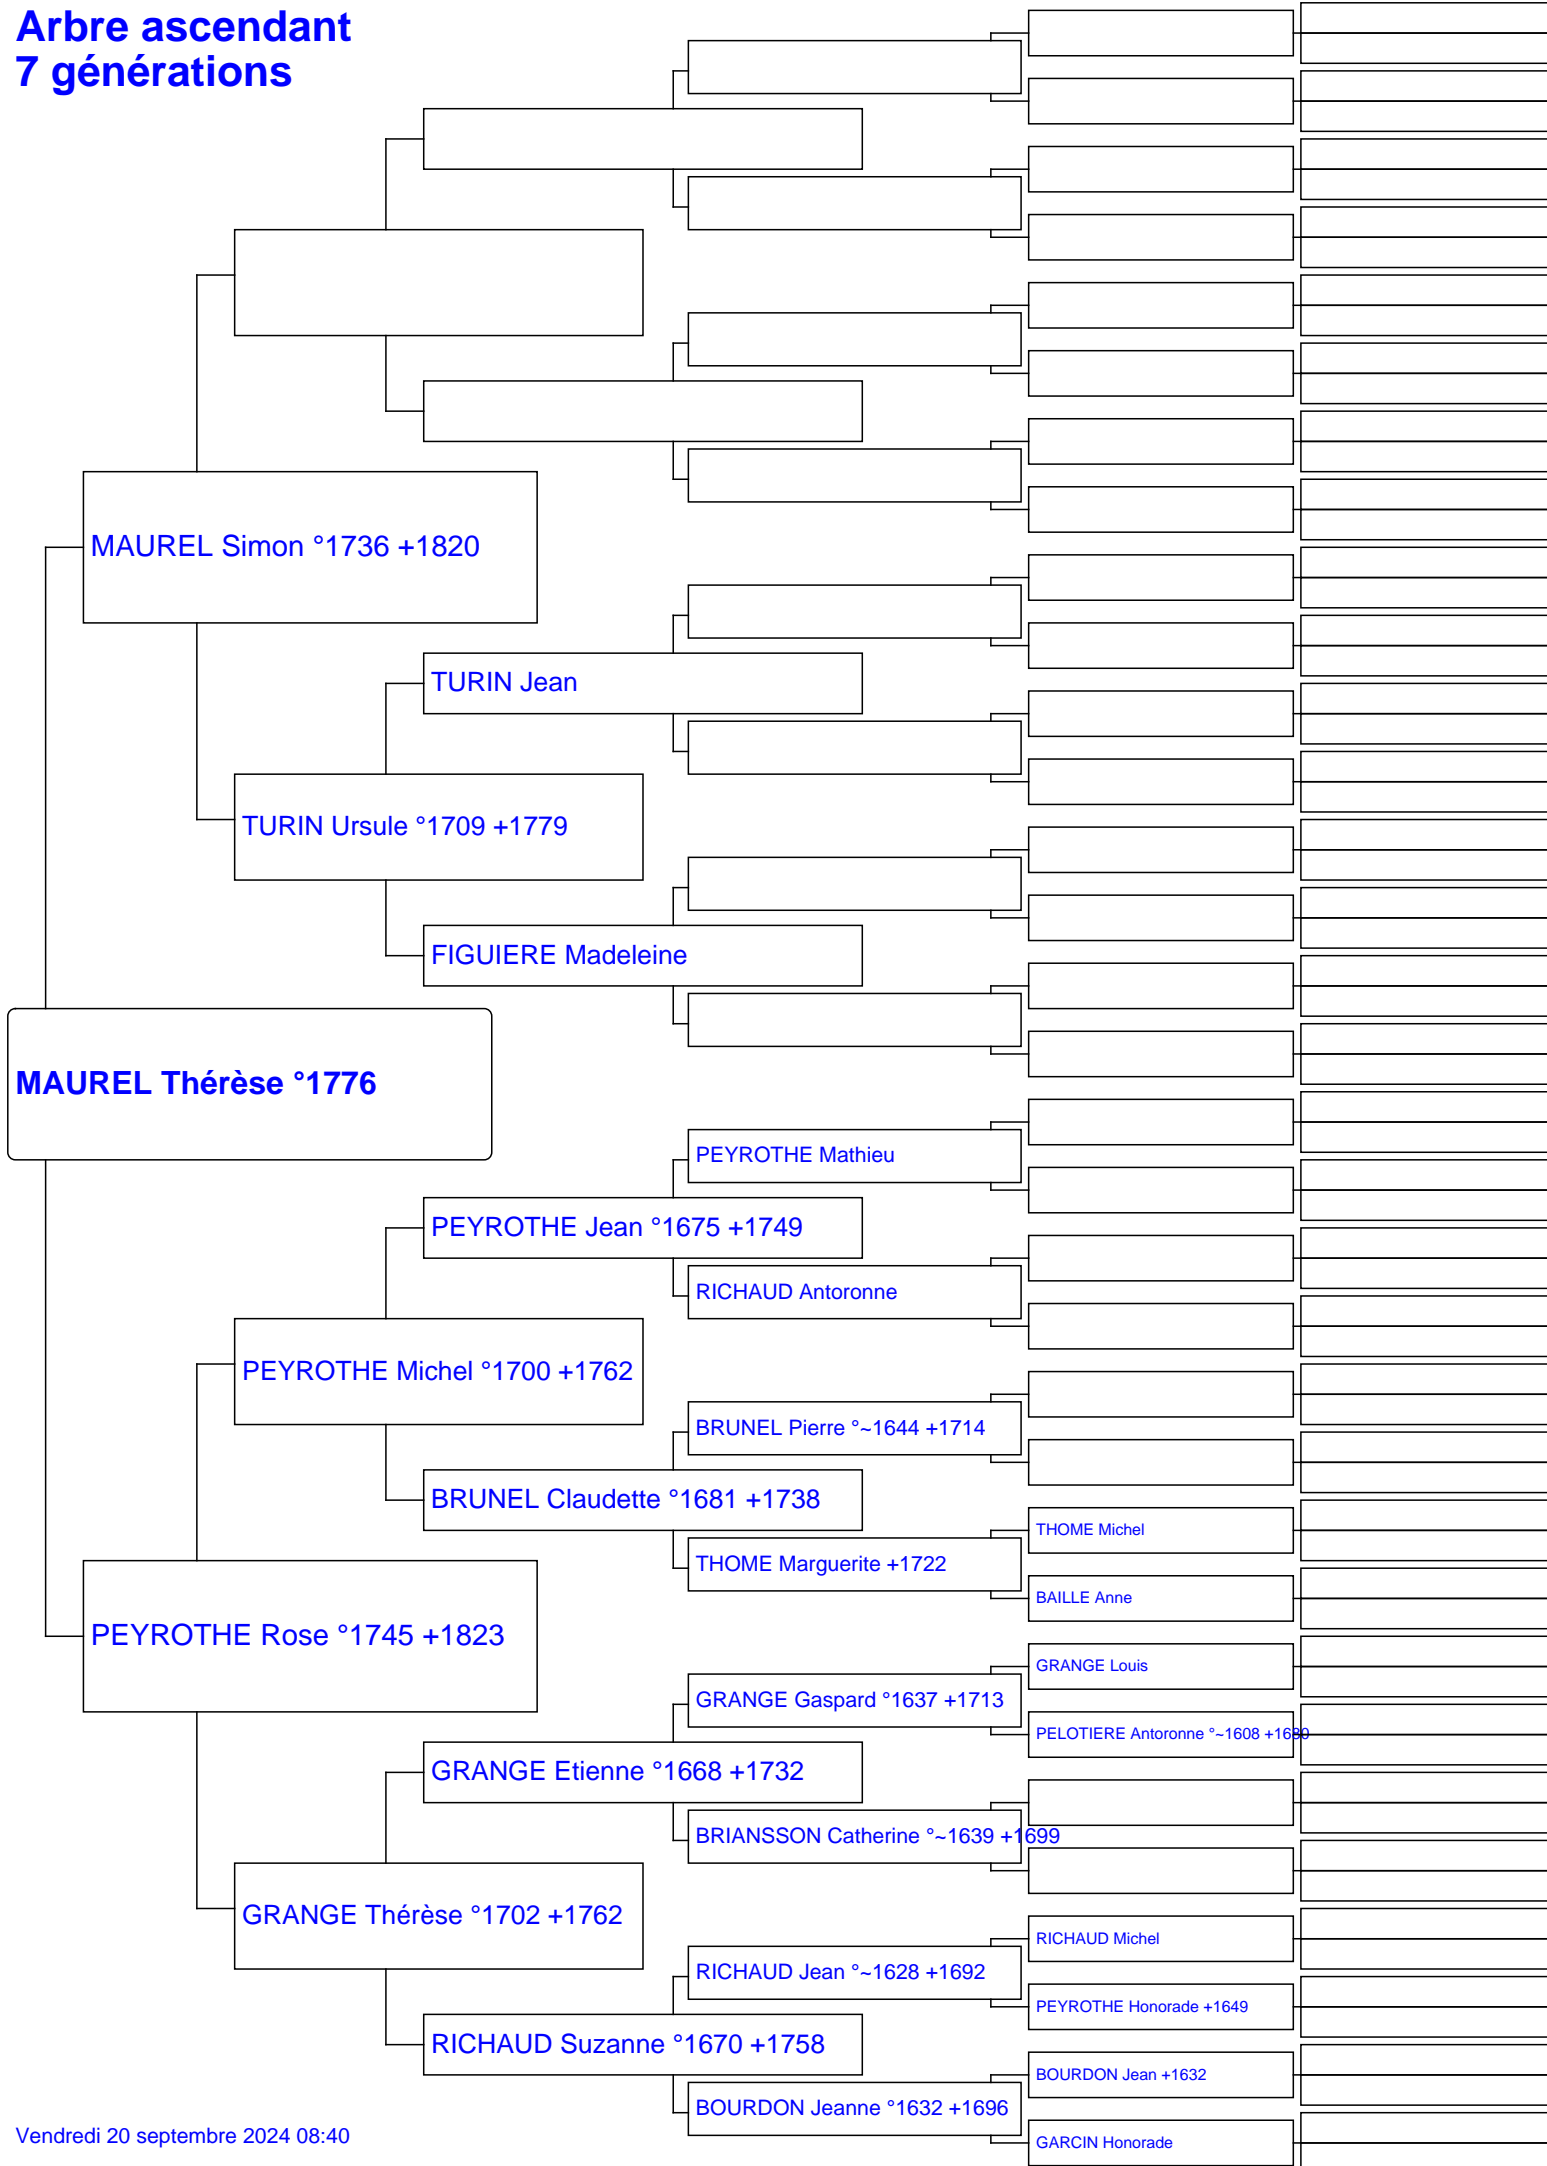 Arbre ascendant
7 générations
MAUREL Simon °1736 +1820
TURIN Jean
TURIN Ursule °1709 +1779
FIGUIERE Madeleine
MAUREL Thérèse °1776
PEYROTHE Mathieu
PEYROTHE Jean °1675 +1749
RICHAUD Antoronne
PEYROTHE Michel °1700 +1762
BRUNEL Pierre °~1644 +1714
BRUNEL Claudette °1681 +1738
THOME Michel
THOME Marguerite +1722
BAILLE Anne
PEYROTHE Rose °1745 +1823
GRANGE Louis
GRANGE Gaspard °1637 +1713
PELOTIERE Antoronne °~1608 +1680
GRANGE Etienne °1668 +1732
BRIANSSON Catherine °~1639 +1699
GRANGE Thérèse °1702 +1762
RICHAUD Michel
RICHAUD Jean °~1628 +1692
PEYROTHE Honorade +1649
RICHAUD Suzanne °1670 +1758
BOURDON Jean +1632
BOURDON Jeanne °1632 +1696
GARCIN Honorade
Vendredi 20 septembre 2024 08:40